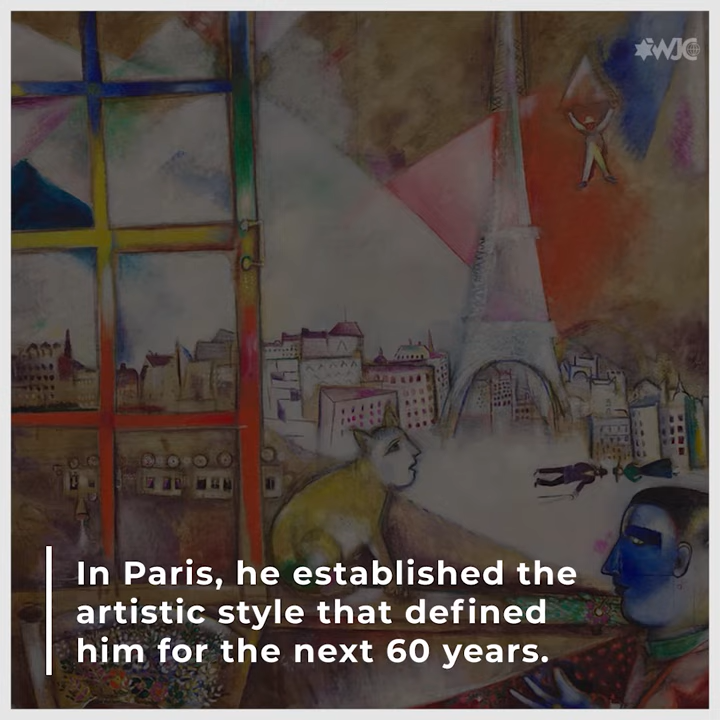 WJC
In Paris, he established the
artistic style that defined
him for the next 60 years.